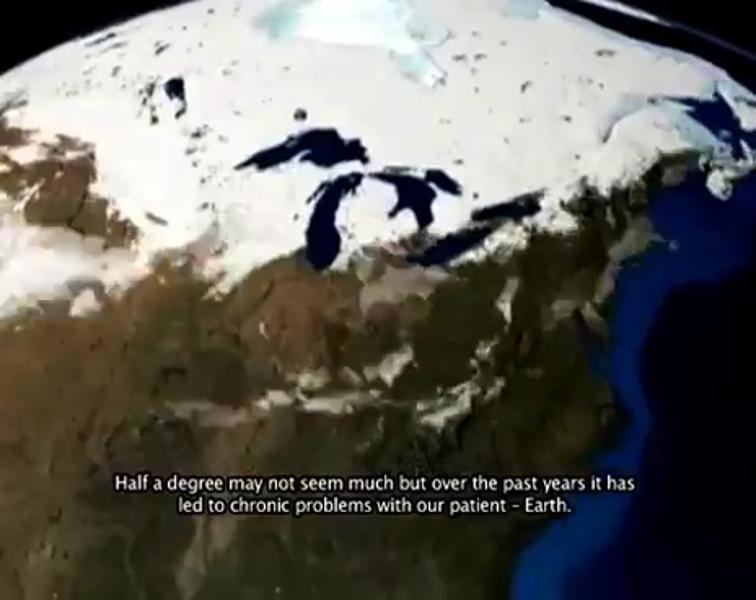 Half a degree may not seem much but over the past years it has
led to chronic problems with our patient – Earth.